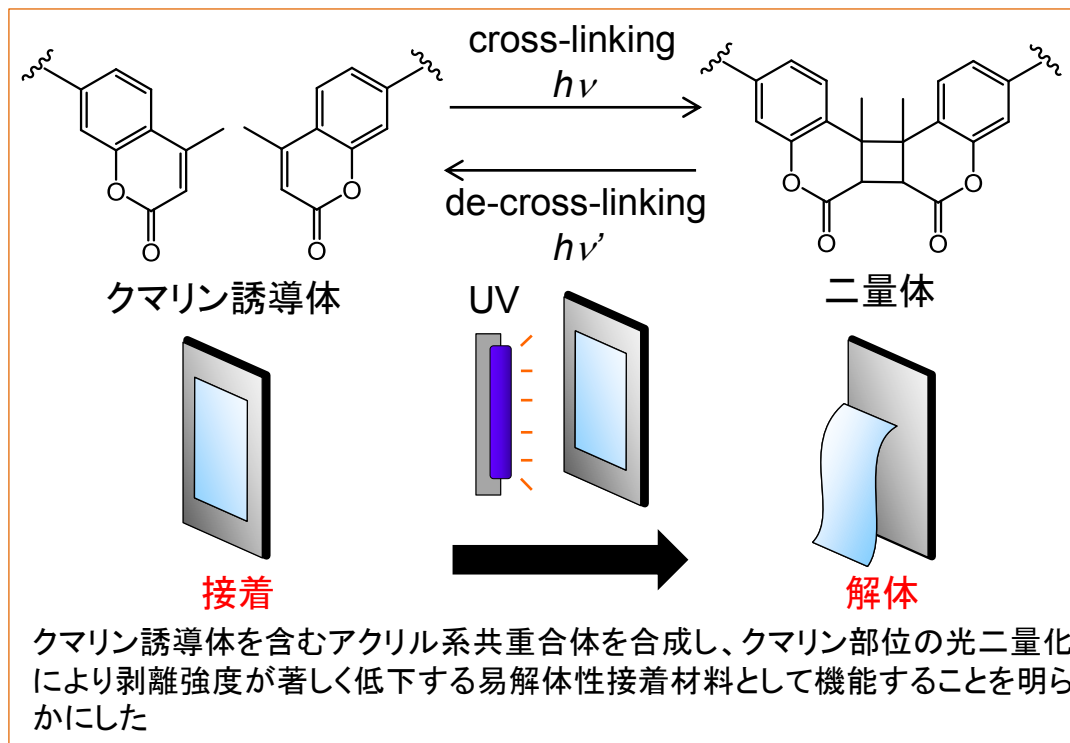 cross-linking
hν
de-cross-linking
hν'
O
O
O
O
O
O
O
O
クマリン誘導体
二量体
UV
接着
解体
クマリン誘導体を含むアクリル系共重合体を合成し、クマリン部位の光二量化
により剥離強度が著しく低下する易解体性接着材料として機能することを明ら
かにした